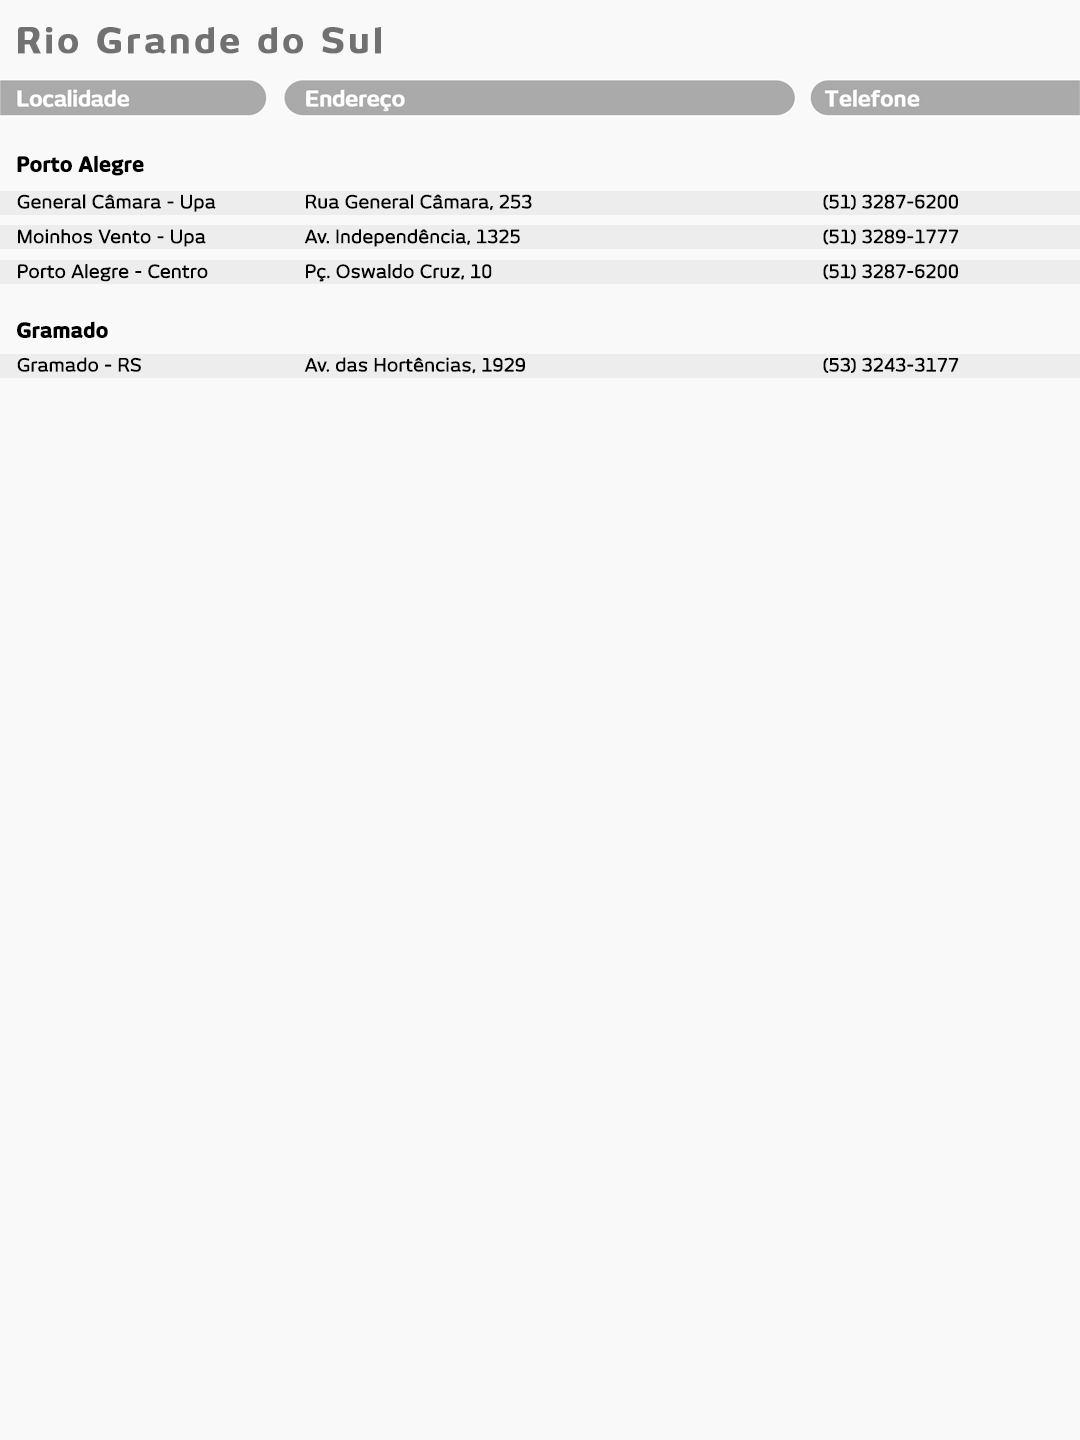 Rio Grande do Sul
Localidade Endereço Telefone
Porto Alegre
General Câmara - Upa Rua General Câmara, 253 (51) 3287-6200
Moinhos Vento - Upa Av. Independência, 1325 (51) 3289-1777
Porto Alegre - Centro Pç. Oswaldo Cruz, 10 (51) 3287-6200
Gramado
Gramado - RS Av. das Hortências, 1929 (53) 3243-3177